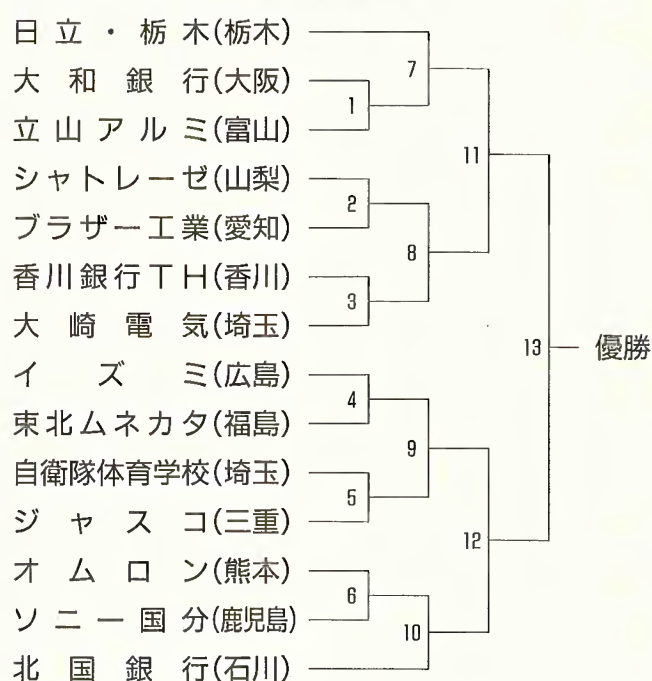 日立・栃木(栃木)
大和銀行(大阪)
立山アルミ(富山)
シャトレーゼ(山梨)
ブラザー工業(愛知)
香川銀行TH(香川)
大崎電気(埼玉)
イズミ(広島)
東北ムネカタ(福島)
自衛隊体育学校(埼玉)
ジャスコ(三重)
オムロン(熊本)
ソニー国分(鹿児島)
北国銀行(石川)
1
2
3
4
5
6
7
8
9
10
11
12
13
優勝